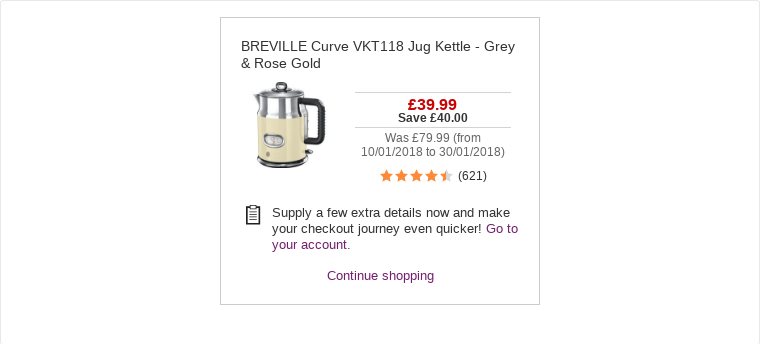 BREVILLE Curve VKT118 Jug Kettle - Grey
& Rose Gold
£39.99
Save £40.00
Was £79.99 (from
10/01/2018 to 30/01/2018)
(621)
Supply a few extra details now and make
your checkout journey even quicker! Go to
your account.
Continue shopping